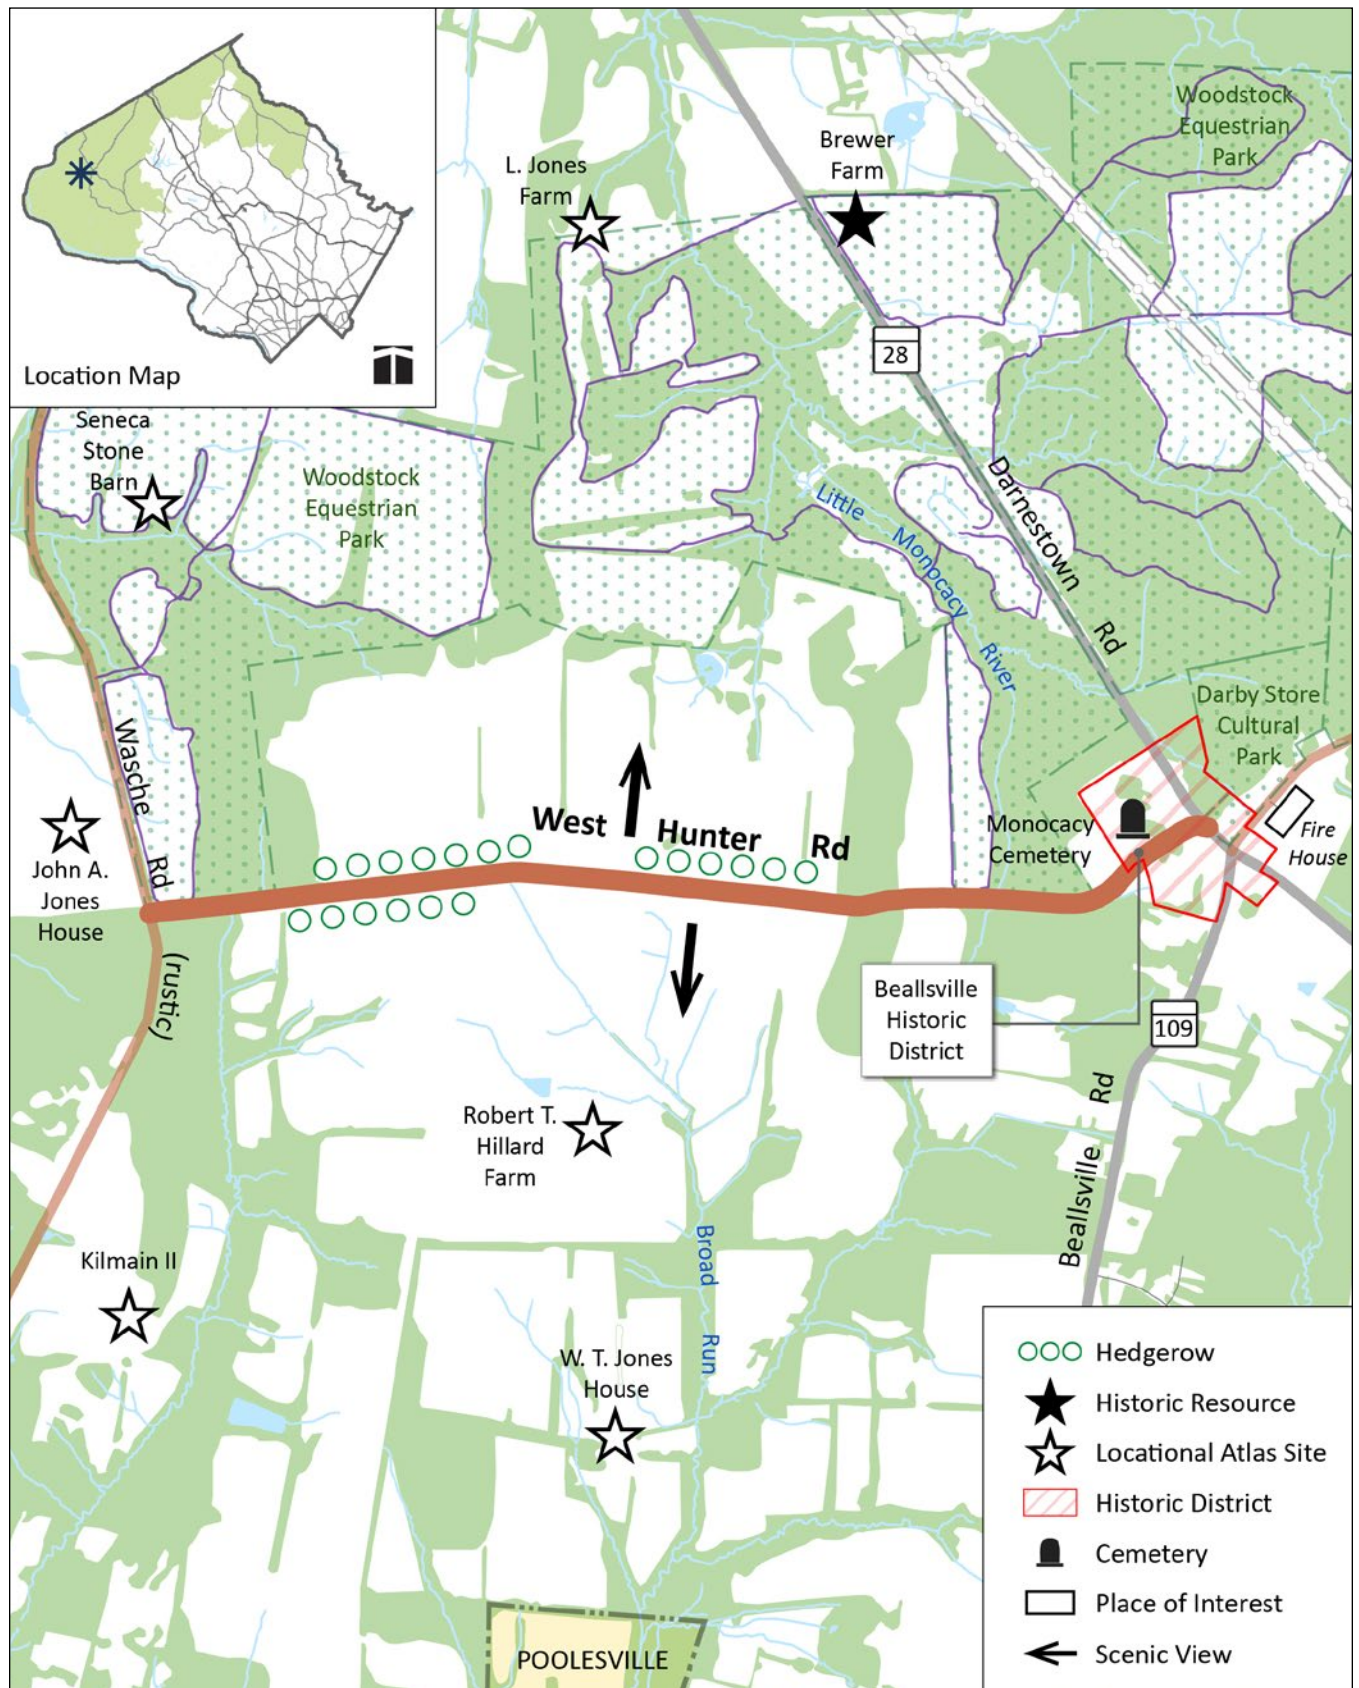 Location Map
L. Jones
Farm
Brewer
Farm
Woodstock
Equestrian
Park
28
Seneca
Stone
Barn
Woodstock
Equestrian
Park
Little Monocacy River
Darnestown Rd
Darby Store
Cultural
Park
Wasche Rd
(rustic)
West Hunter Rd
Monocacy
Cemetery
Fire
House
John A.
Jones
House
Beallsville
Historic
District
109
Beallsville Rd
Robert T.
Hillard
Farm
Broad Run
Kilmain II
W. T. Jones
House
POOLESVILLE
Hedgerow
Historic Resource
Locational Atlas Site
Historic District
Cemetery
Place of Interest
Scenic View